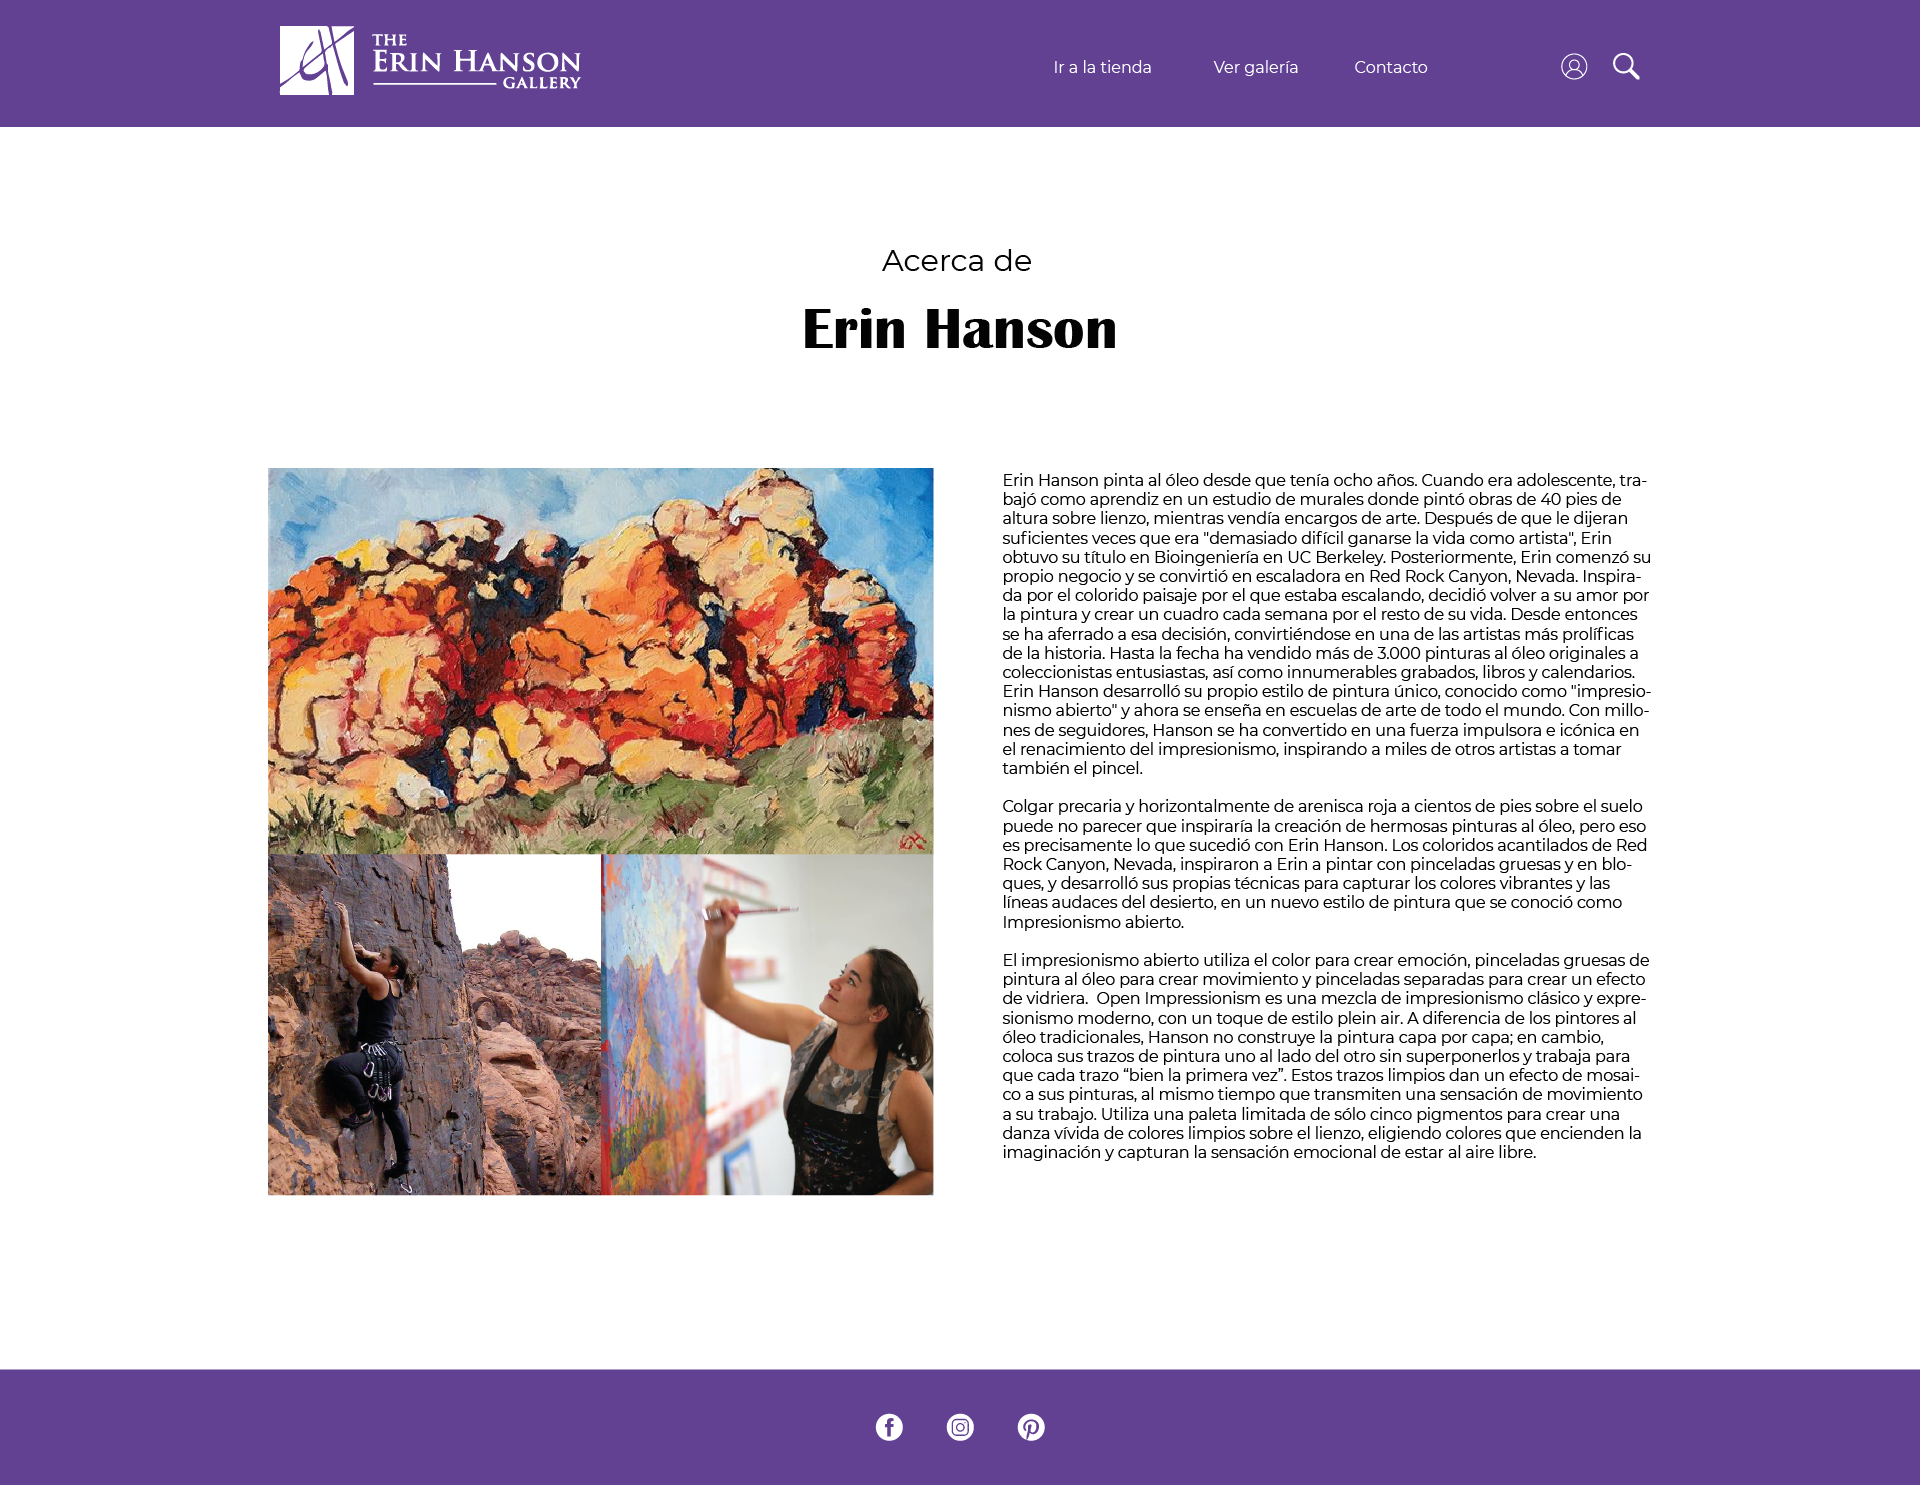 THE
ERIN HANSON
GALLERY
Ir a la tienda
Ver galería
Contacto
Acerca de
Erin Hanson
Erin Hanson pinta al óleo desde que tenía ocho años. Cuando era adolescente, tra-
bajó como aprendiz en un estudio de murales donde pintó obras de 40 pies de
altura sobre lienzo, mientras vendía encargos de arte. Después de que le dijeran
suficientes veces que era "demasiado difícil ganarse la vida como artista", Erin
obtuvo su título en Bioingeniería en UC Berkeley. Posteriormente, Erin comenzó su
propio negocio y se convirtió en escaladora en Red Rock Canyon, Nevada. Inspira-
da por el colorido paisaje por el que estaba escalando, decidió volver a su amor por
la pintura y crear un cuadro cada semana por el resto de su vida. Desde entonces
se ha aferrado a esa decisión, convirtiéndose en una de las artistas más prolíficas
de la historia. Hasta la fecha ha vendido más de 3.000 pinturas al óleo originales a
coleccionistas entusiastas, así como innumerables grabados, libros y calendarios.
Erin Hanson desarrolló su propio estilo de pintura único, conocido como "impresio-
nismo abierto" y ahora se enseña en escuelas de arte de todo el mundo. Con millo-
nes de seguidores, Hanson se ha convertido en una fuerza impulsora e icónica en
el renacimiento del impresionismo, inspirando a miles de otros artistas a tomar
también el pincel.
Colgar precaria y horizontalmente de arenisca roja a cientos de pies sobre el suelo
puede no parecer que inspiraría la creación de hermosas pinturas al óleo, pero eso
es precisamente lo que sucedió con Erin Hanson. Los coloridos acantilados de Red
Rock Canyon, Nevada, inspiraron a Erin a pintar con pinceladas gruesas y en blo-
ques, y desarrolló sus propias técnicas para capturar los colores vibrantes y las
líneas audaces del desierto, en un nuevo estilo de pintura que se conoció como
Impresionismo abierto.
El impresionismo abierto utiliza el color para crear emoción, pinceladas gruesas de
pintura al óleo para crear movimiento y pinceladas separadas para crear un efecto
de vidriera.  Open Impressionism es una mezcla de impresionismo clásico y expre-
sionismo moderno, con un toque de estilo plein air. A diferencia de los pintores al
óleo tradicionales, Hanson no construye la pintura capa por capa; en cambio,
coloca sus trazos de pintura uno al lado del otro sin superponerlos y trabaja para
que cada trazo “bien la primera vez”. Estos trazos limpios dan un efecto de mosai-
co a sus pinturas, al mismo tiempo que transmiten una sensación de movimiento
a su trabajo. Utiliza una paleta limitada de sólo cinco pigmentos para crear una
danza vívida de colores limpios sobre el lienzo, eligiendo colores que encienden la
imaginación y capturan la sensación emocional de estar al aire libre.